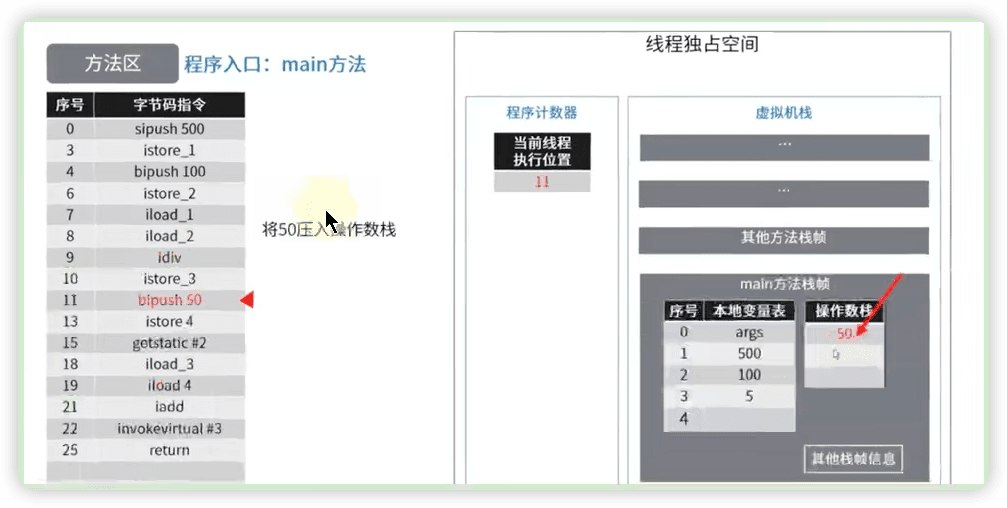 方法区 程序入口：main方法
序号 字节码指令
0 sipush 500
3 istore_1
4 bipush 100
6 istore_2
7 iload_1
8 iload_2
9 idiv
10 istore_3
11 bipush 50
13 istore 4
15 getstatic #2
18 iload_3
19 iload 4
21 iadd
22 invokevirtual #3
25 return
将50压入操作数栈
线程独占空间
程序计数器
当前线程
执行位置
11
虚拟机栈
...
...
其他方法栈帧
main方法栈帧
序号 本地变量表
0 args
1 500
2 100
3 5
4
操作数栈
50
其他栈帧信息